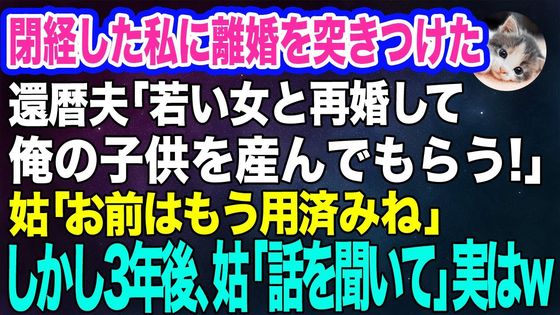 閉経した私に離婚を突きつけた
還暦夫｢若い女と再婚して
俺の子供を産んでもらう!｣
姑｢お前はもう用済みね｣
しかし3年後､姑｢話を聞いて｣実はw